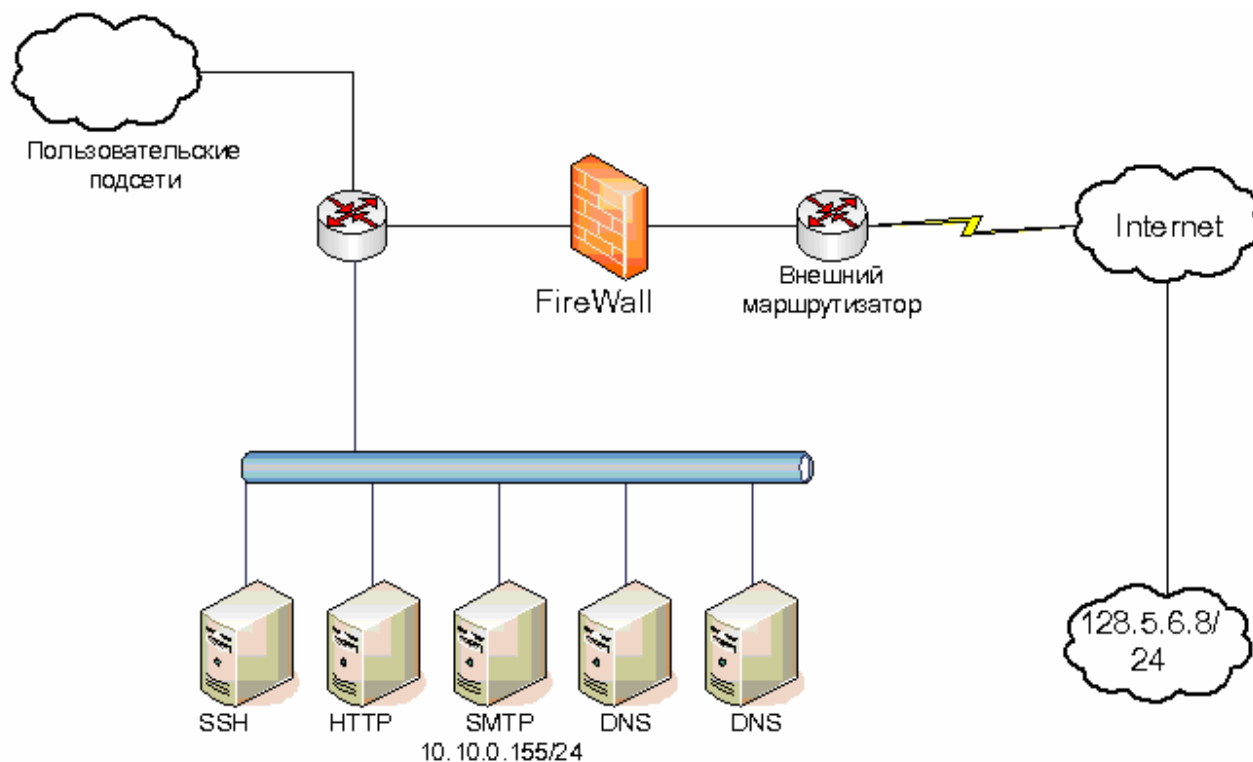 Пользовательские
подсети
FireWall
Внешний
маршрутизатор
Internet
128.5.6.8/
24
SSH
HTTP
SMTP
DNS
DNS
10.10.0.155/24